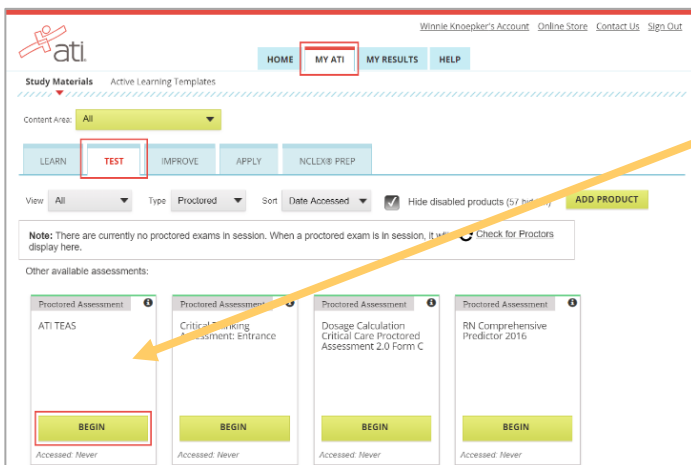 Winnie Knoepker's Account Online Store Contact Us Sign Out
ati
HOME MY ATI MY RESULTS HELP
Study Materials Active Learning Templates
Content Area: All
LEARN TEST IMPROVE APPLY NCLEX® PREP
View All Type Proctored Sort Date Accessed Hide disabled products (57 ADD PRODUCT
Note: There are currently no proctored exams in session. When a proctored exam is in session, it Check for Proctors
display here.
Other available assessments:
Proctored Assessment Proctored Assessment Proctored Assessment Proctored Assessment
ATI TEAS Critical Thinking Dosage Calculation RN Comprehensive
Assessment: Entrance Critical Care Proctored Predictor 2016
Assessment 2.0 Form C
BEGIN BEGIN BEGIN BEGIN
Accessed: Never Accessed: Never Accessed: Never Accessed: Never